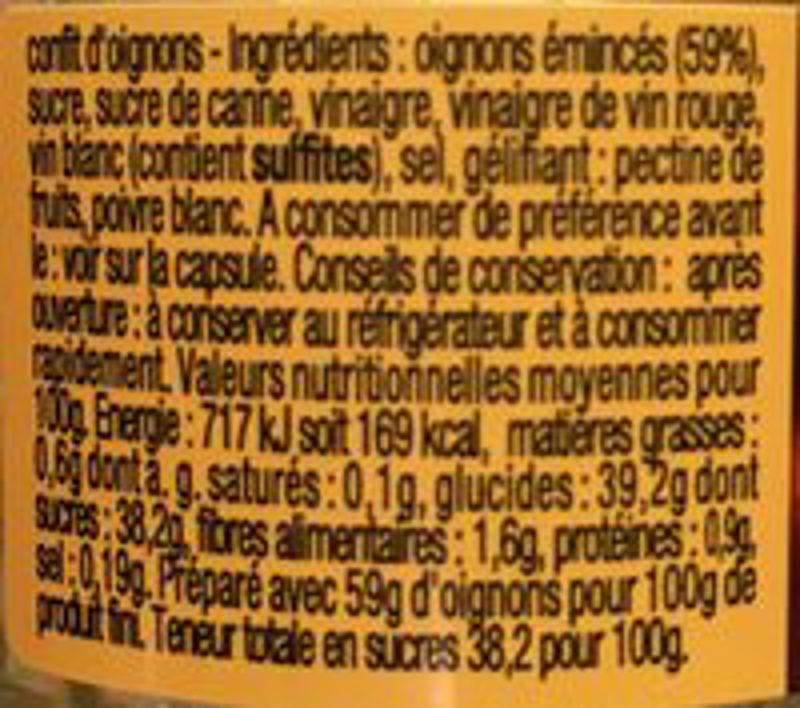 confit d'oignons - Ingrédients : oignons émincés (59%),
sucre, sucre de canne, vinaigre, vinaigre de vin rouge,
vin blanc (contient sulfites), sel, gélifiant : pectine de
fruits, poivre blanc. A consommer de préférence avant
le : voir sur la capsule. Conseils de conservation : après
ouverture : à conserver au réfrigérateur et à consommer
rapidement. Valeurs nutritionnelles moyennes pour
100g. Energie : 717 kJ soit 169 kcal, matières grasses :
0,6g dont a. g. saturés : 0,1g, glucides : 39,2g dont
sucres : 38,2g, fibres alimentaires : 1,6g, protéines : 0,9g,
sel : 0,19g. Préparé avec 59g d'oignons pour 100g de
produit fini. Teneur totale en sucres 38,2 pour 100g.